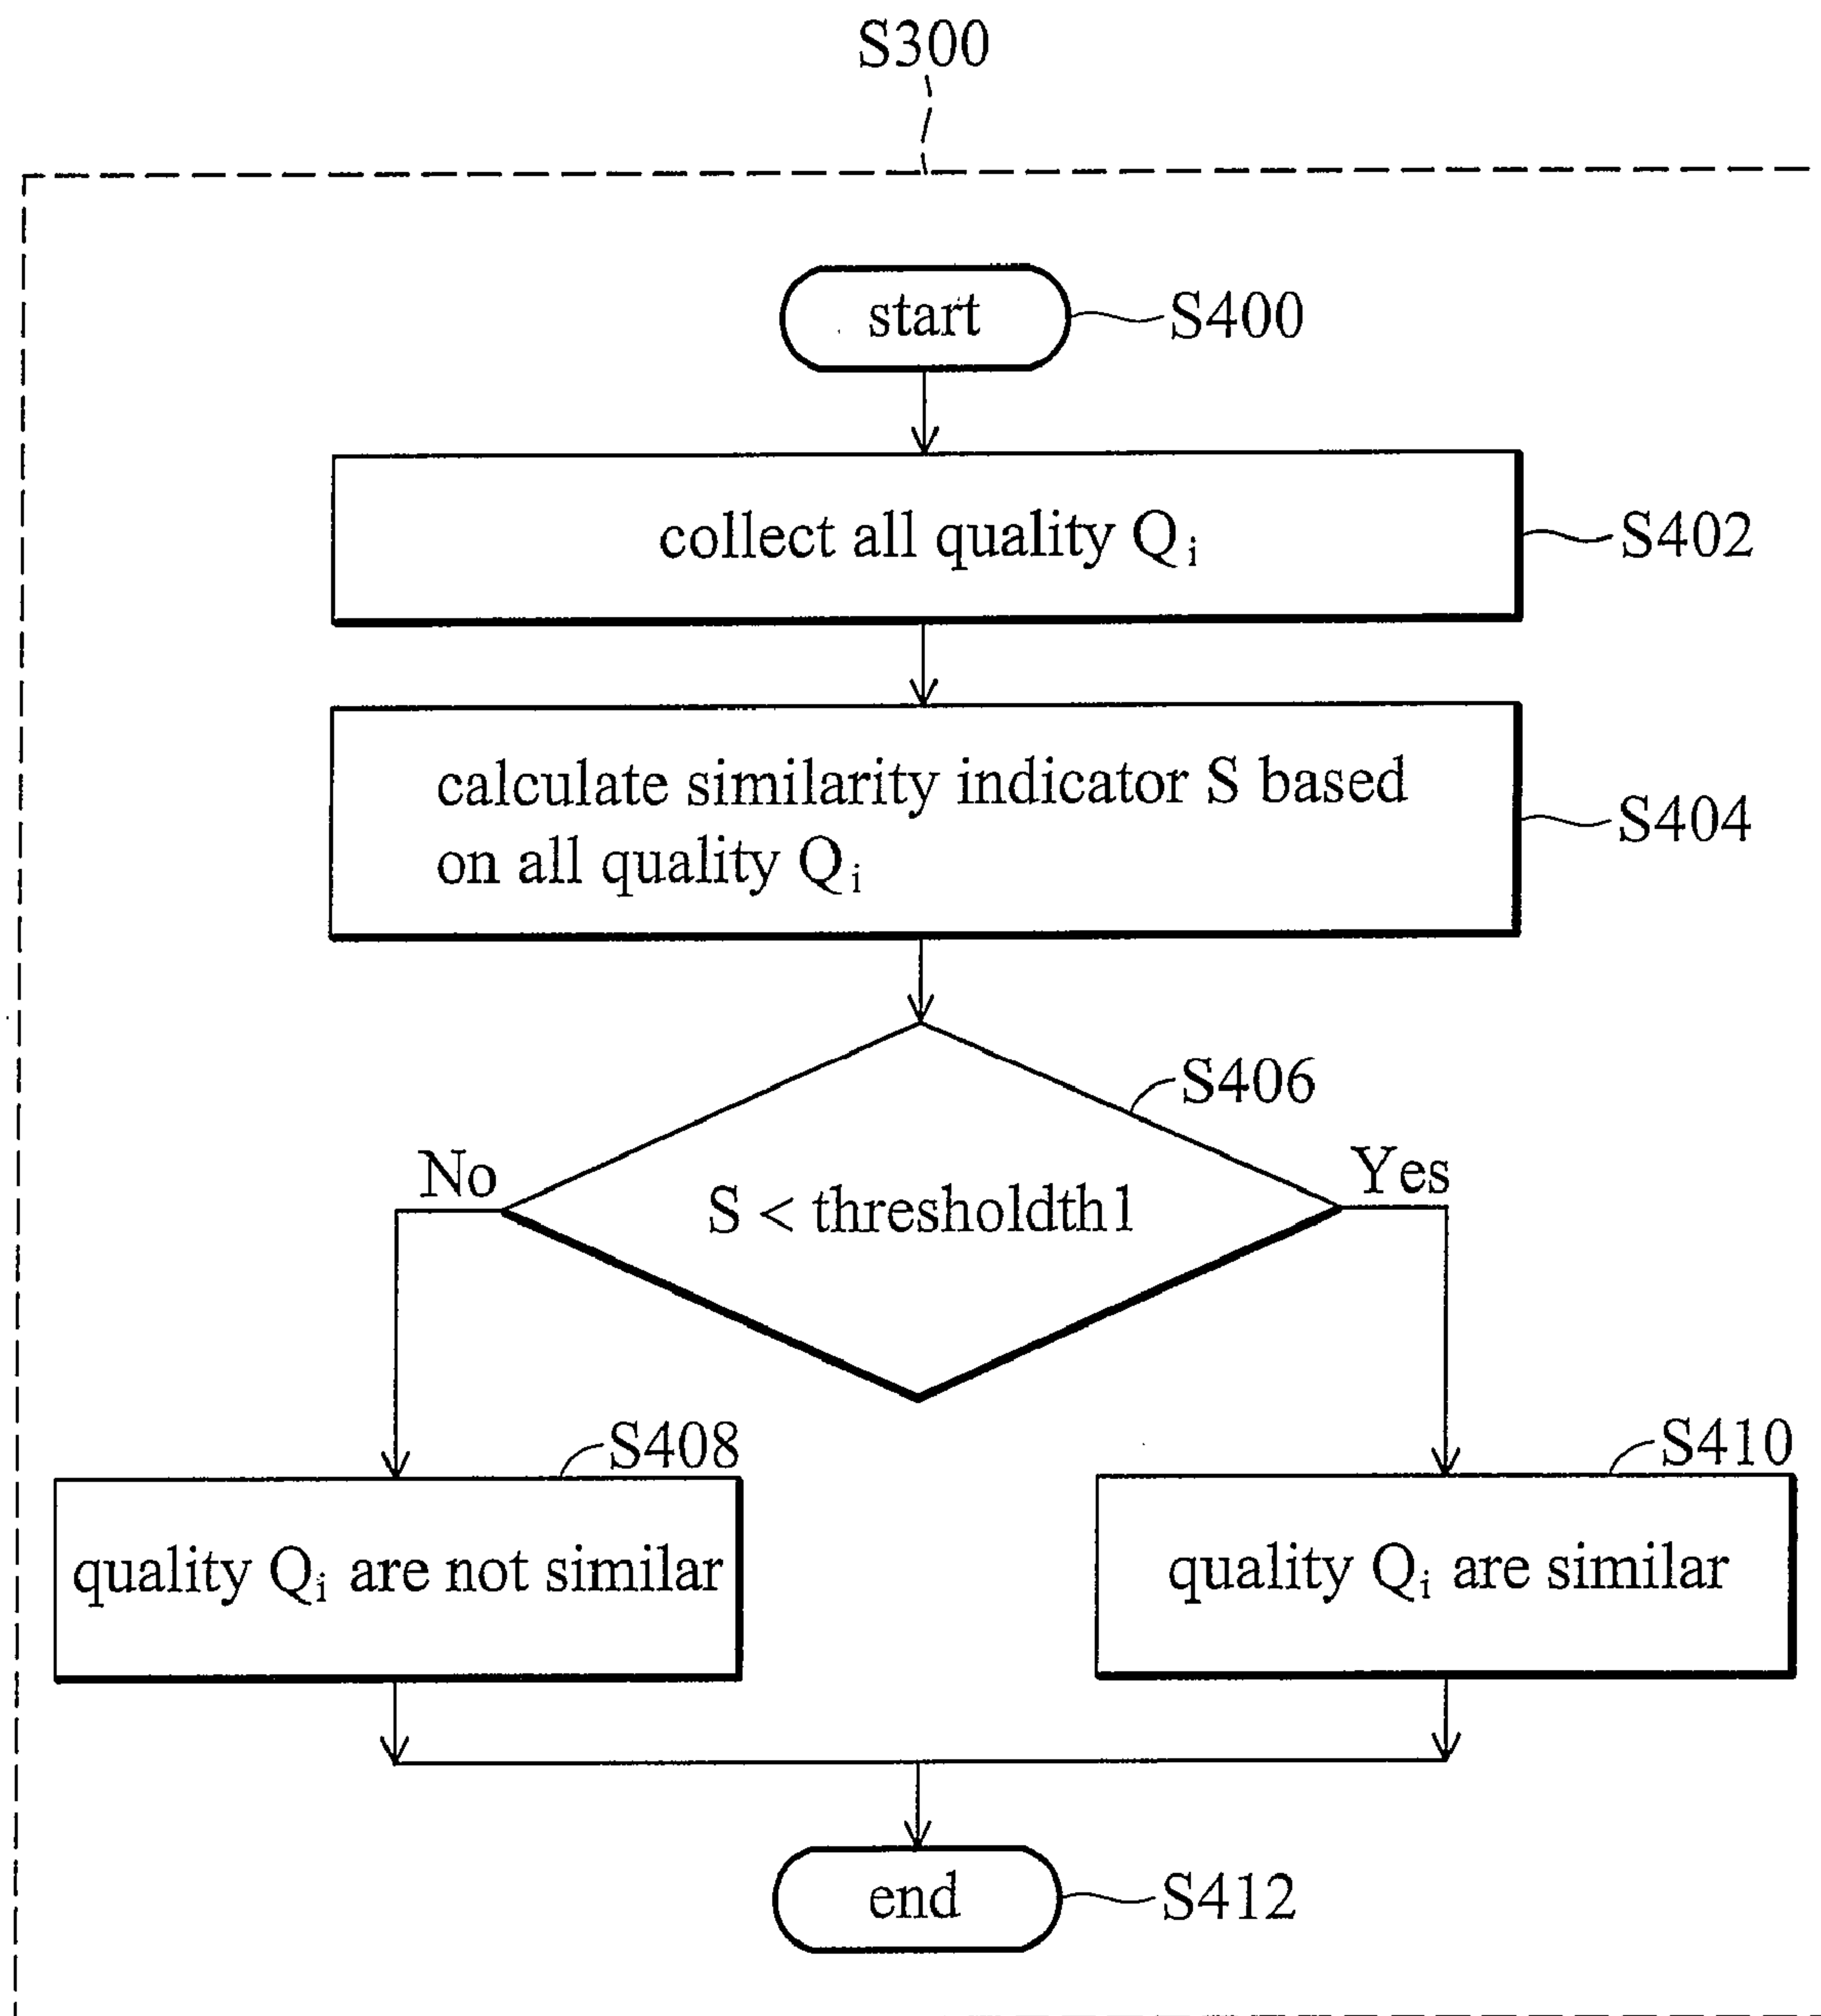 S300
start
S400
collect all quality Qi
S402
calculate similarity indicator S based
on all quality Qi
S404
S406
No
Yes
S < thresholdth1
S408
S410
quality Qi are not similar
quality Qi are similar
end
S412